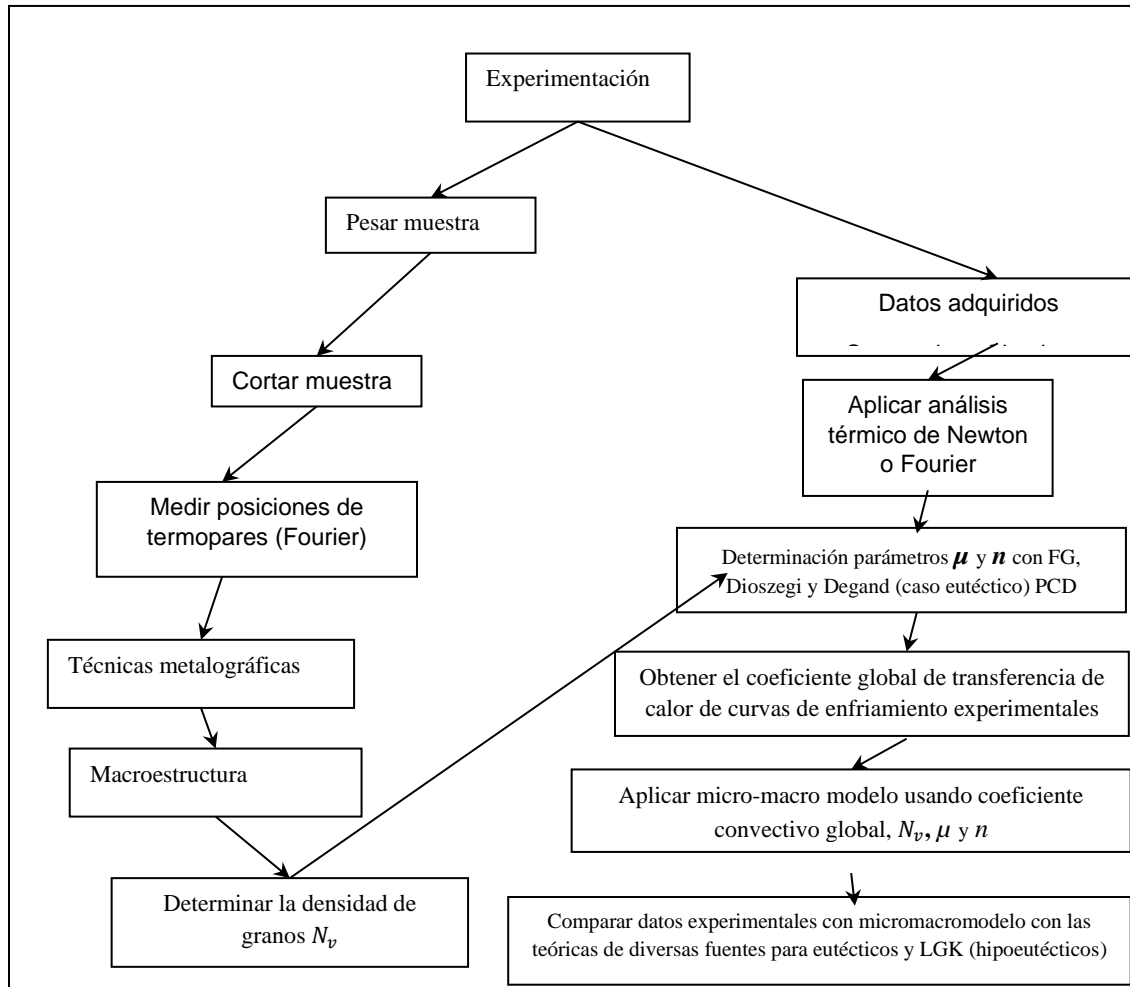 Experimentación
Pesar muestra
Datos adquiridos
Cortar muestra
Aplicar análisis
térmico de Newton
o Fourier
Medir posiciones de
termopares (Fourier)
Determinación parámetros μ y n con FG,
Dioszegi y Degand (caso eutéctico) PCD
Técnicas metalográficas
Obtener el coeficiente global de transferencia de
calor de curvas de enfriamiento experimentales
Macroestructura
Aplicar micro-macro modelo usando coeficiente
convectivo global, N_v, μ y n
Determinar la densidad de
granos N_v
Comparar datos experimentales con micromacromodelo con las
teóricas de diversas fuentes para eutécticos y LGK (hipoeutécticos)